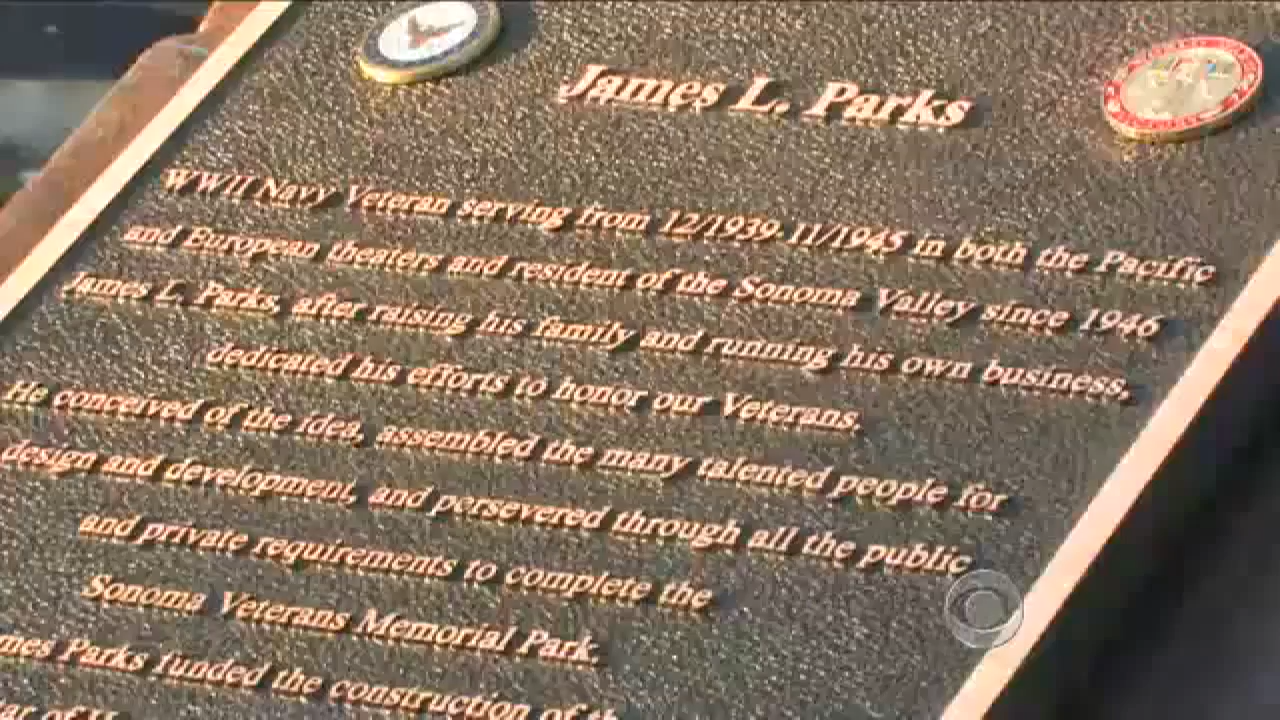 James L. Parks
WWII Navy Veteran serving from 12/1939-11/1945 in both the Pacific
and European theaters and resident of the Sonoma Valley since 1946
James L. Parks, after raising his family and running his own business,
dedicated his efforts to honor our Veterans.
He conceived of the idea, assembled the many talented people for
design and development, and persevered through all the public
and private requirements to complete the
Sonoma Veterans Memorial Park.
mes Parks funded the construction of